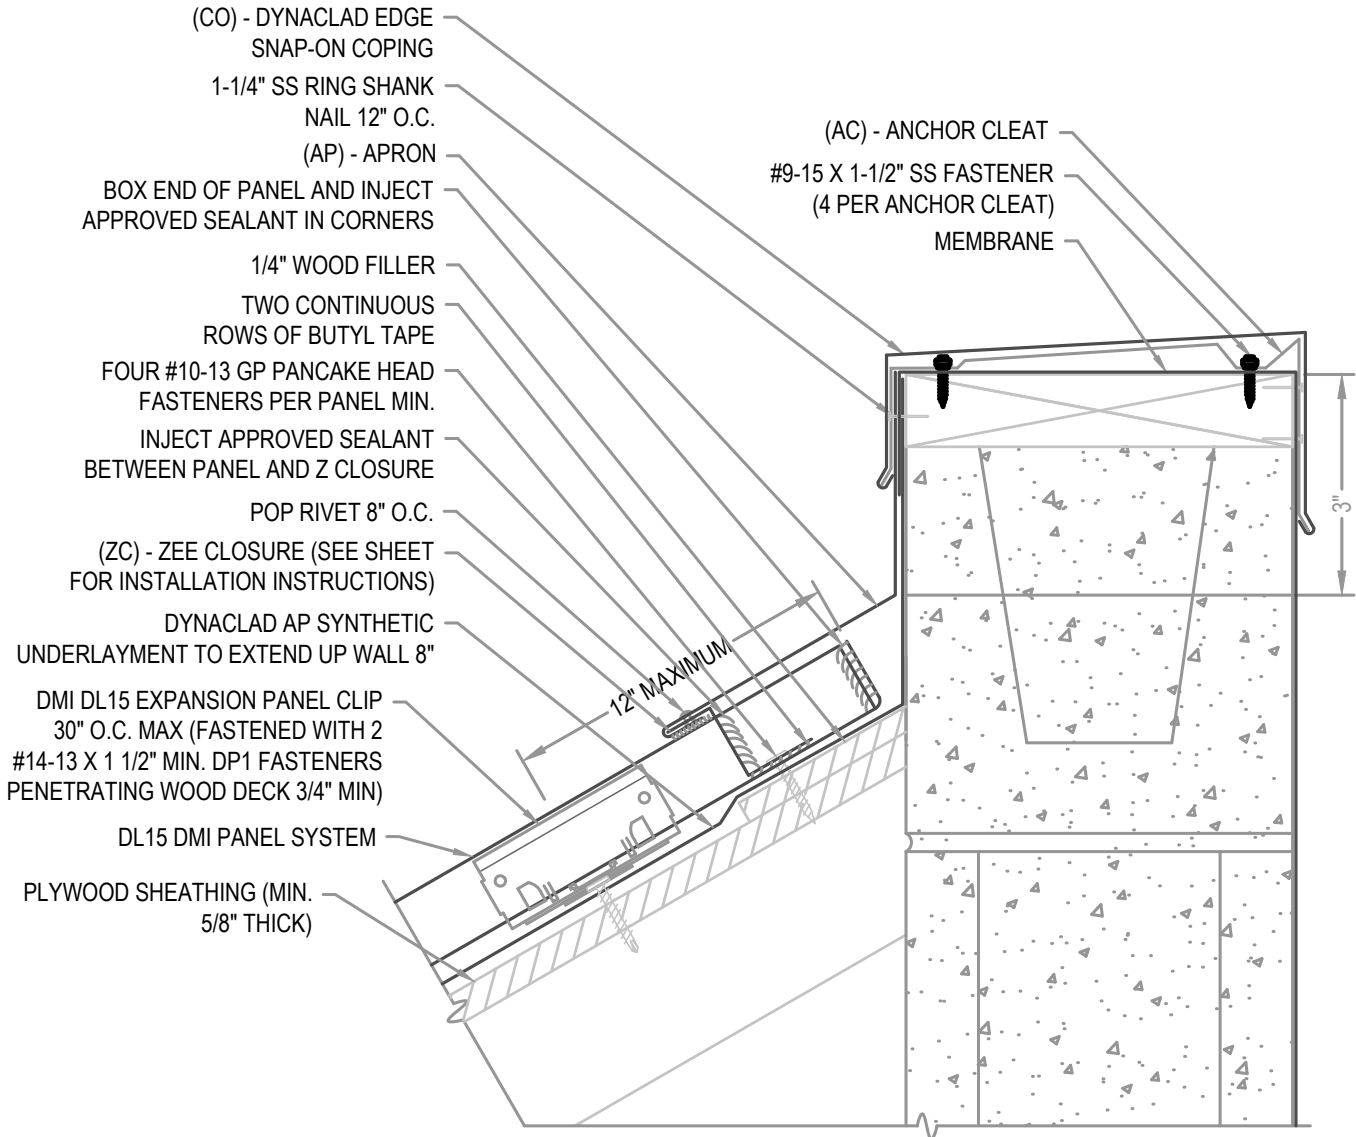 (CO) - DYNACLAD EDGE
SNAP-ON COPING
1-1/4" SS RING SHANK
NAIL 12" O.C.
(AP) - APRON
BOX END OF PANEL AND INJECT
APPROVED SEALANT IN CORNERS
1/4" WOOD FILLER
TWO CONTINUOUS
ROWS OF BUTYL TAPE
FOUR #10-13 GP PANCAKE HEAD
FASTENERS PER PANEL MIN.
INJECT APPROVED SEALANT
BETWEEN PANEL AND Z CLOSURE
POP RIVET 8" O.C.
(ZC) - ZEE CLOSURE (SEE SHEET
FOR INSTALLATION INSTRUCTIONS)
DYNACLAD AP SYNTHETIC
UNDERLAYMENT TO EXTEND UP WALL 8"
DMI DL15 EXPANSION PANEL CLIP
30" O.C. MAX (FASTENED WITH 2
#14-13 X 1 1/2" MIN. DP1 FASTENERS
PENETRATING WOOD DECK 3/4" MIN)
DL15 DMI PANEL SYSTEM
PLYWOOD SHEATHING (MIN.
5/8" THICK)
(AC) - ANCHOR CLEAT
#9-15 X 1-1/2" SS FASTENER
(4 PER ANCHOR CLEAT)
MEMBRANE
12" MAXIMUM
3"